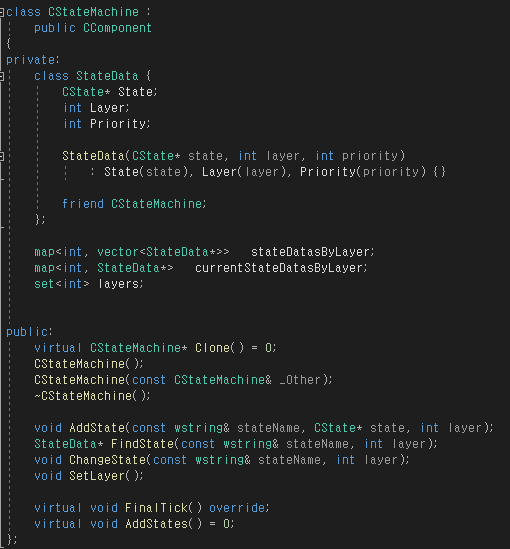 class CStateMachine :
    public CComponent
{
private:
    class StateData {
        CState* State;
        int Layer;
        int Priority;

        StateData(CState* state, int layer, int priority)
            : State(state), Layer(layer), Priority(priority) {}

        friend CStateMachine;
    };

    map<int, vector<StateData*>>   stateDatasByLayer;
    map<int, StateData*>   currentStateDatasByLayer;
    set<int> layers;


public:
    virtual CStateMachine* Clone() = 0;
    CStateMachine();
    CStateMachine(const CStateMachine& _Other);
    ~CStateMachine();

    void AddState(const wstring& stateName, CState* state, int layer);
    StateData* FindState(const wstring& stateName, int layer);
    void ChangeState(const wstring& stateName, int layer);
    void SetLayer();

    virtual void FinalTick() override;
    virtual void AddStates() = 0;
};